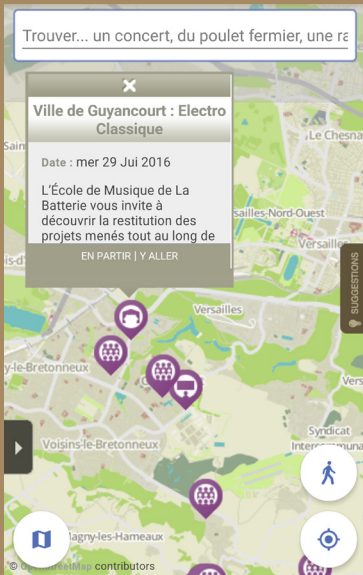 Trouver... un concert, du poulet fermier, une ra
Ville de Guyancourt : Electro
Classique
Date : mer 29 Jui 2016
L'École de Musique de La
Batterie vous invite à
découvrir la restitution des
projets menés tout au long de
EN PARTIR | Y ALLER
Le Chesna
sailles-Nord-Ouest
Versailles
SUGGESTIONS
Versailles
y-le-Bretonneux
Vers
Voisins-le-Bretonneux
Syndicat
Intercommuna
Magny-les-Hameaux
© OpenStreetMap contributors